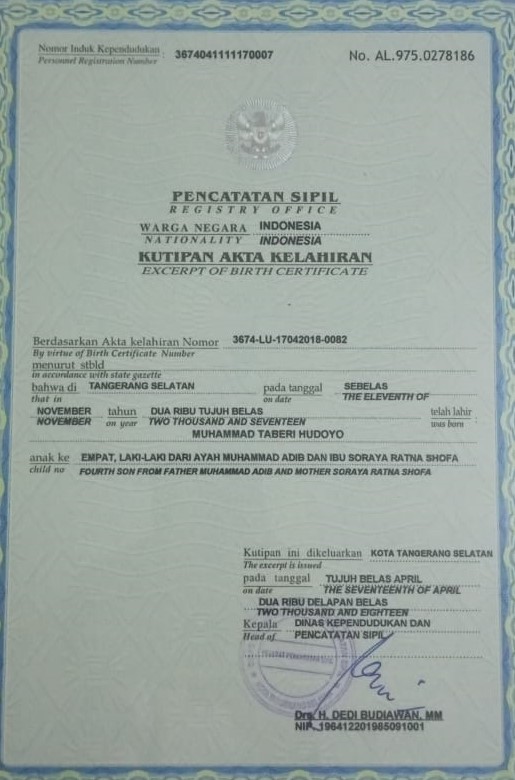 Nomor Induk Kependudukan 3674041111170007
Personnel Registration Number
No. AL.975.0278186
PENCATATAN SIPIL
REGISTRY OFFICE
WARGA NEGARA INDONESIA
NATIONALITY INDONESIA
KUTIPAN AKTA KELAHIRAN
EXCERPT OF BIRTH CERTIFICATE
Berdasarkan Akta kelahiran Nomor 3674-LU-17042018-0082
By virtue of Birth Certificate Number
menurut stbld
in accordance with state gazette
bahwa di TANGERANG SELATAN pada tanggal SEBELAS
that in on date THE ELEVENTH OF
NOVEMBER tahun DUA RIBU TUJUH BELAS telah lahir
NOVEMBER on year TWO THOUSAND AND SEVENTEEN was born
MUHAMMAD TABERI HUDOYO
anak ke EMPAT, LAKI-LAKI DARI AYAH MUHAMMAD ADIB DAN IBU SORAYA RATNA SHOFA
child no FOURTH SON FROM FATHER MUHAMMAD ADIB AND MOTHER SORAYA RATNA SHOFA
Kutipan ini dikeluarkan KOTA TANGERANG SELATAN
The excerpt is issued
pada tanggal TUJUH BELAS APRIL
on date THE SEVENTEENTH OF APRIL
DUA RIBU DELAPAN BELAS
TWO THOUSAND AND EIGHTEEN
Kepala DINAS KEPENDUDUKAN DAN
Head of PENCATATAN SIPIL
Drs. H. DEDI BUDIAWAN, MM
NIP. 196412201985091001